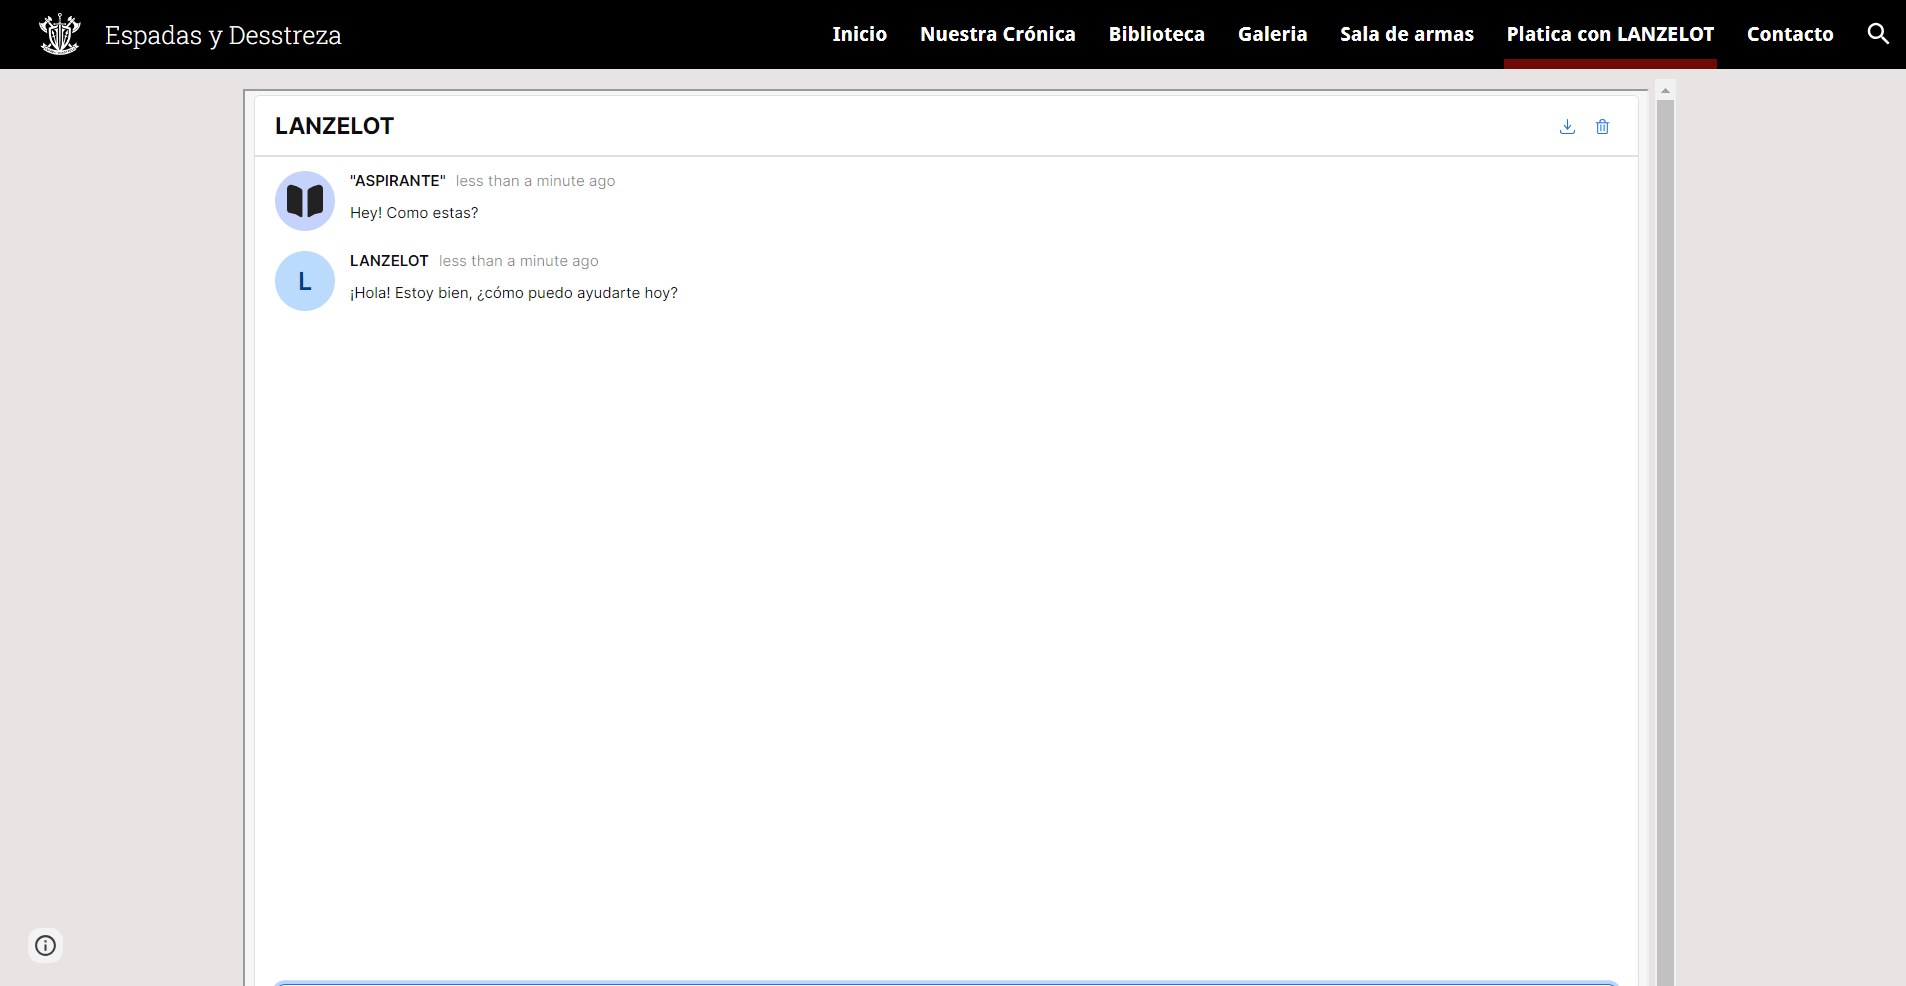 Espadas y Desstreza
Inicio Nuestra Crónica Biblioteca Galeria Sala de armas Platica con LANZELOT Contacto
LANZELOT
"ASPIRANTE" less than a minute ago
Hey! Como estas?
L
LANZELOT less than a minute ago
¡Hola! Estoy bien, ¿cómo puedo ayudarte hoy?